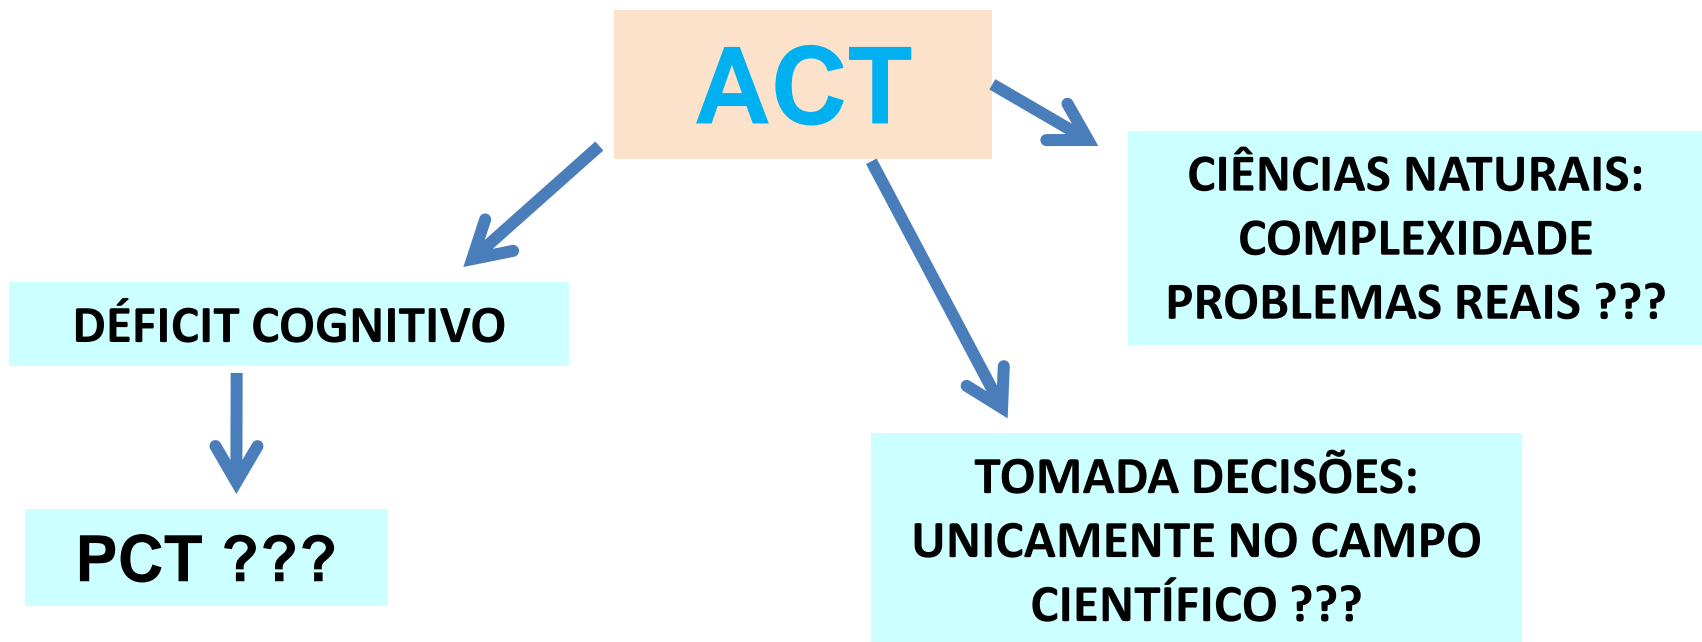 ACT
CIÊNCIAS NATURAIS:
COMPLEXIDADE
PROBLEMAS REAIS ???
DÉFICIT COGNITIVO
TOMADA DECISÕES:
UNICAMENTE NO CAMPO
CIENTÍFICO ???
PCT ???